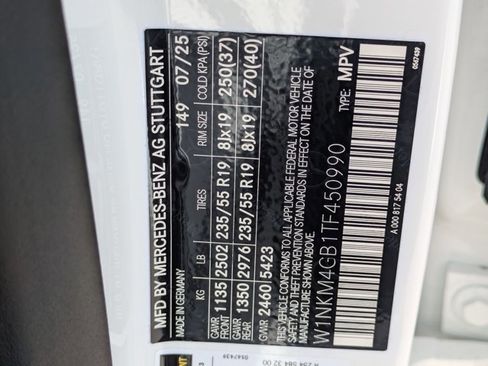 MFD BY MERCEDES-BENZ AG STUTTGART
MADE IN GERMANY 149 07/25
KG LB TIRES RIM SIZE COLD KPA (PSI)
GAWR FRONT 1135 2502 235/55 R19 8Jx19 250(37)
GAWR REAR 1350 2976 235/55 R19 8Jx19 270(40)
GVWR 2460 5423
THIS VEHICLE CONFORMS TO ALL APPLICABLE FEDERAL MOTOR VEHICLE
SAFETY AND THEFT PREVENTION STANDARDS IN EFFECT ON THE DATE OF
MANUFACTURE SHOWN ABOVE.
W1NKM4GB1TF450990 TYPE: MPV
A 000 817 54 04
0567439